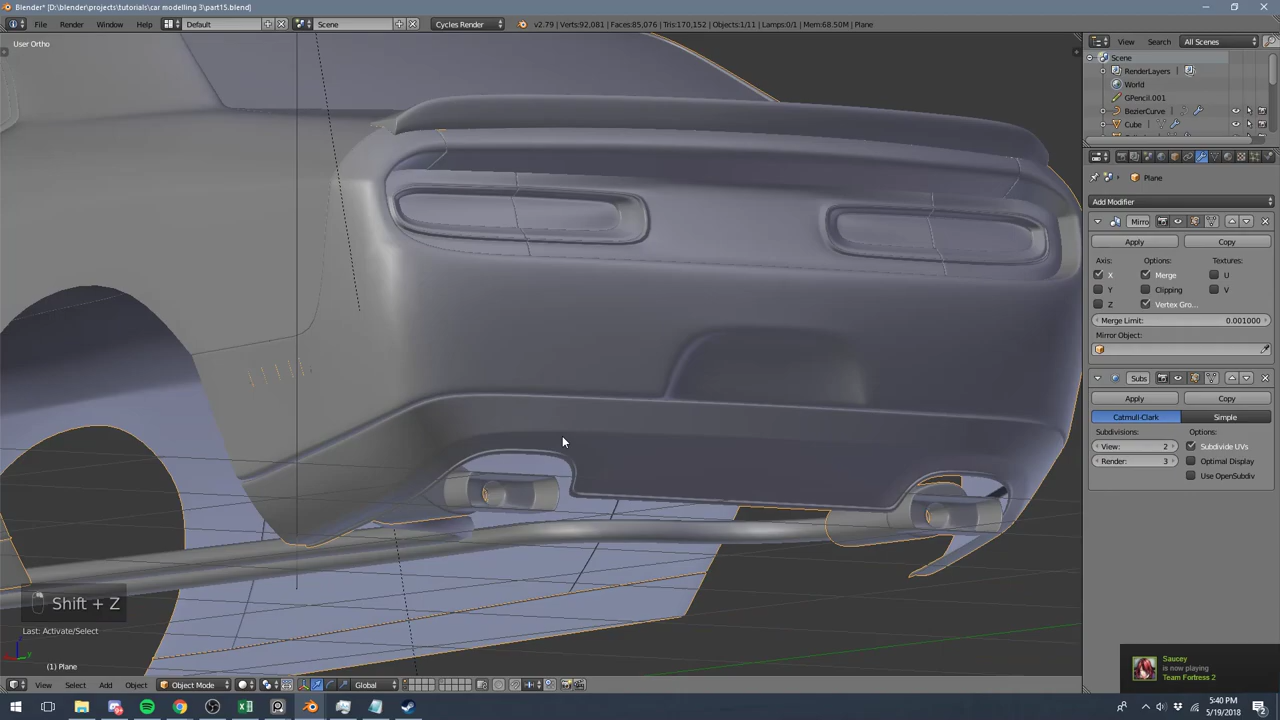 Blender* [D:\blender\projects\tutorials\car modelling 3\part15.blend]
File Render Window Help Default Scene Cycles Render v2.79 | Verts:92,081 | Faces:85,076 | Tris:170,152 | Objects:1/11 | Lamps:0/1 | Mem:68.50M | Plane
User Ortho
View Search All Scenes
Scene
RenderLayers
World
GPencil.001
BezierCurve
Cube
Plane
Add Modifier
Mirro
Apply Copy
Axis: Options: Textures:
X Merge U
Y Clipping V
Z Vertex Gro...
Merge Limit: 0.001000
Mirror Object:
Subs
Apply Copy
Catmull-Clark Simple
Subdivisions: Options:
View: 2 Subdivide UVs
Render: 3 Optimal Display
Use OpenSubdiv
Shift + Z
Last: Activate/Select
(1) Plane
Saucey
is now playing
Team Fortress 2
View Select Add Object Object Mode Global
5:40 PM
5/19/2018